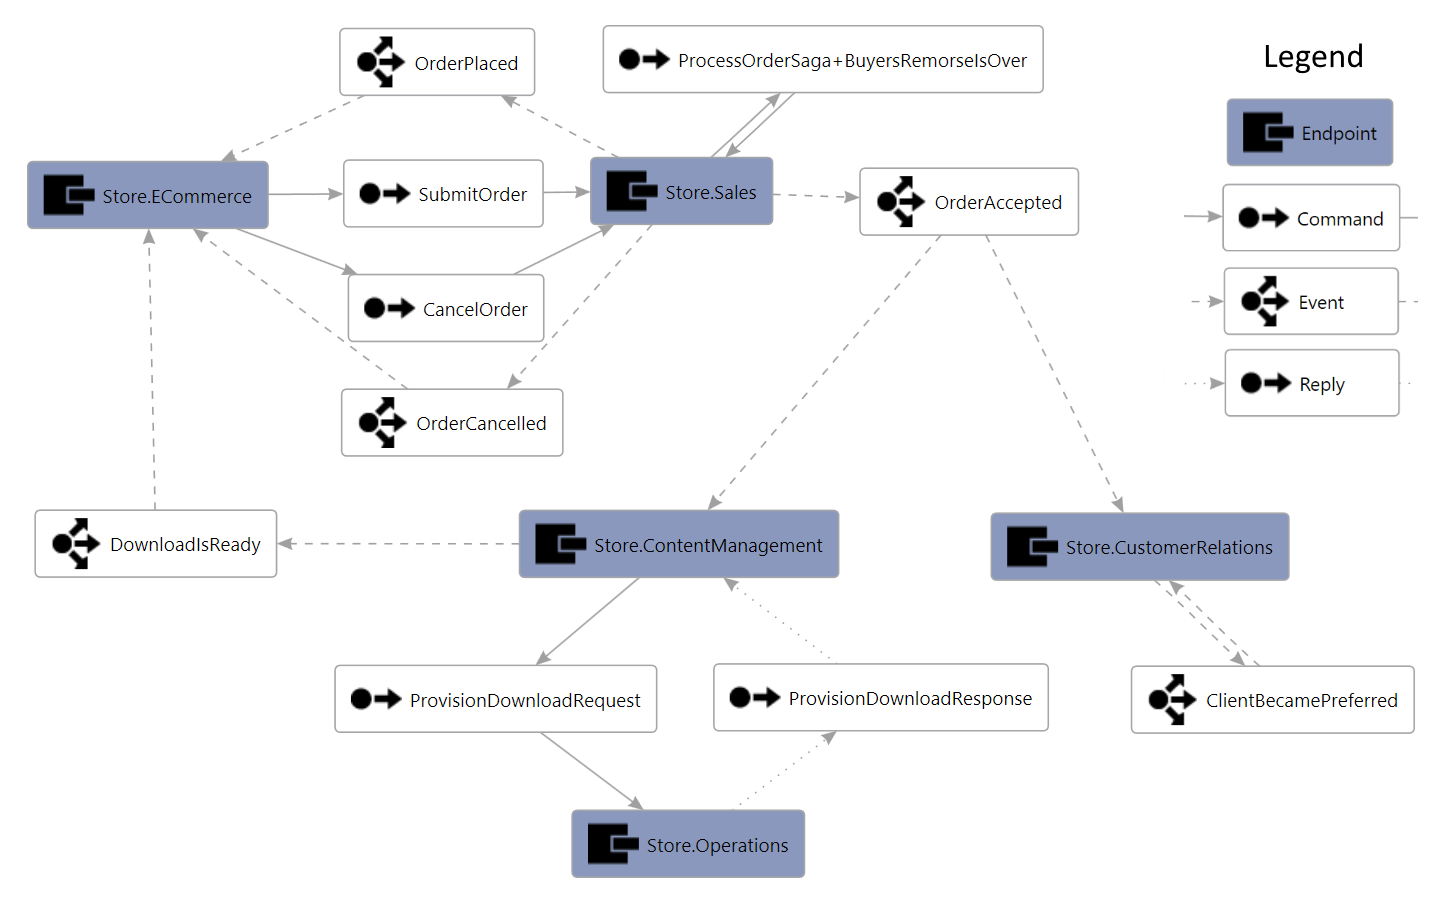 OrderPlaced
ProcessOrderSaga+BuyersRemorseIsOver
Legend
Endpoint
Store.ECommerce
SubmitOrder
Store.Sales
OrderAccepted
Command
CancelOrder
Event
Reply
OrderCancelled
DownloadIsReady
Store.ContentManagement
Store.CustomerRelations
ProvisionDownloadRequest
ProvisionDownloadResponse
ClientBecamePreferred
Store.Operations